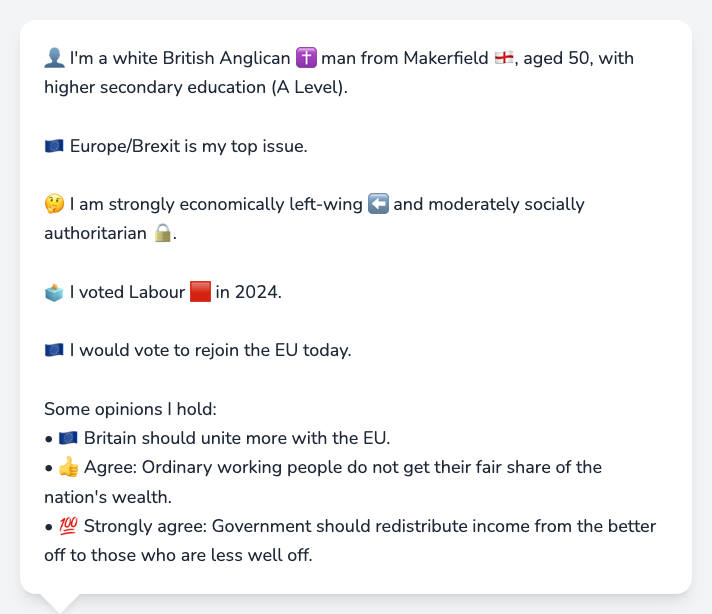 👤 I'm a white British Anglican ✝️ man from Makerfield 🏴󠁧󠁢󠁥󠁮󠁧󠁿, aged 50, with
higher secondary education (A Level).
🇪🇺 Europe/Brexit is my top issue.
🤔 I am strongly economically left-wing ⬅️ and moderately socially
authoritarian 🔒.
🗳️ I voted Labour 🟥 in 2024.
🇪🇺 I would vote to rejoin the EU today.
Some opinions I hold:
• 🇪🇺 Britain should unite more with the EU.
• 👍 Agree: Ordinary working people do not get their fair share of the
nation's wealth.
• 💯 Strongly agree: Government should redistribute income from the better
off to those who are less well off.